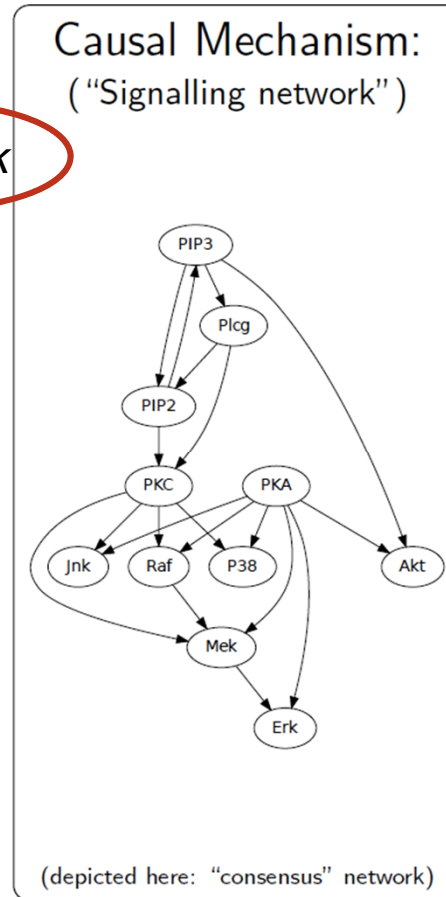 Causal Mechanism:
("Signalling network")
k
PIP3
Plcg
PIP2
PKC PKA
Jnk Raf P38 Akt
Mek
Erk
(depicted here: "consensus" network)